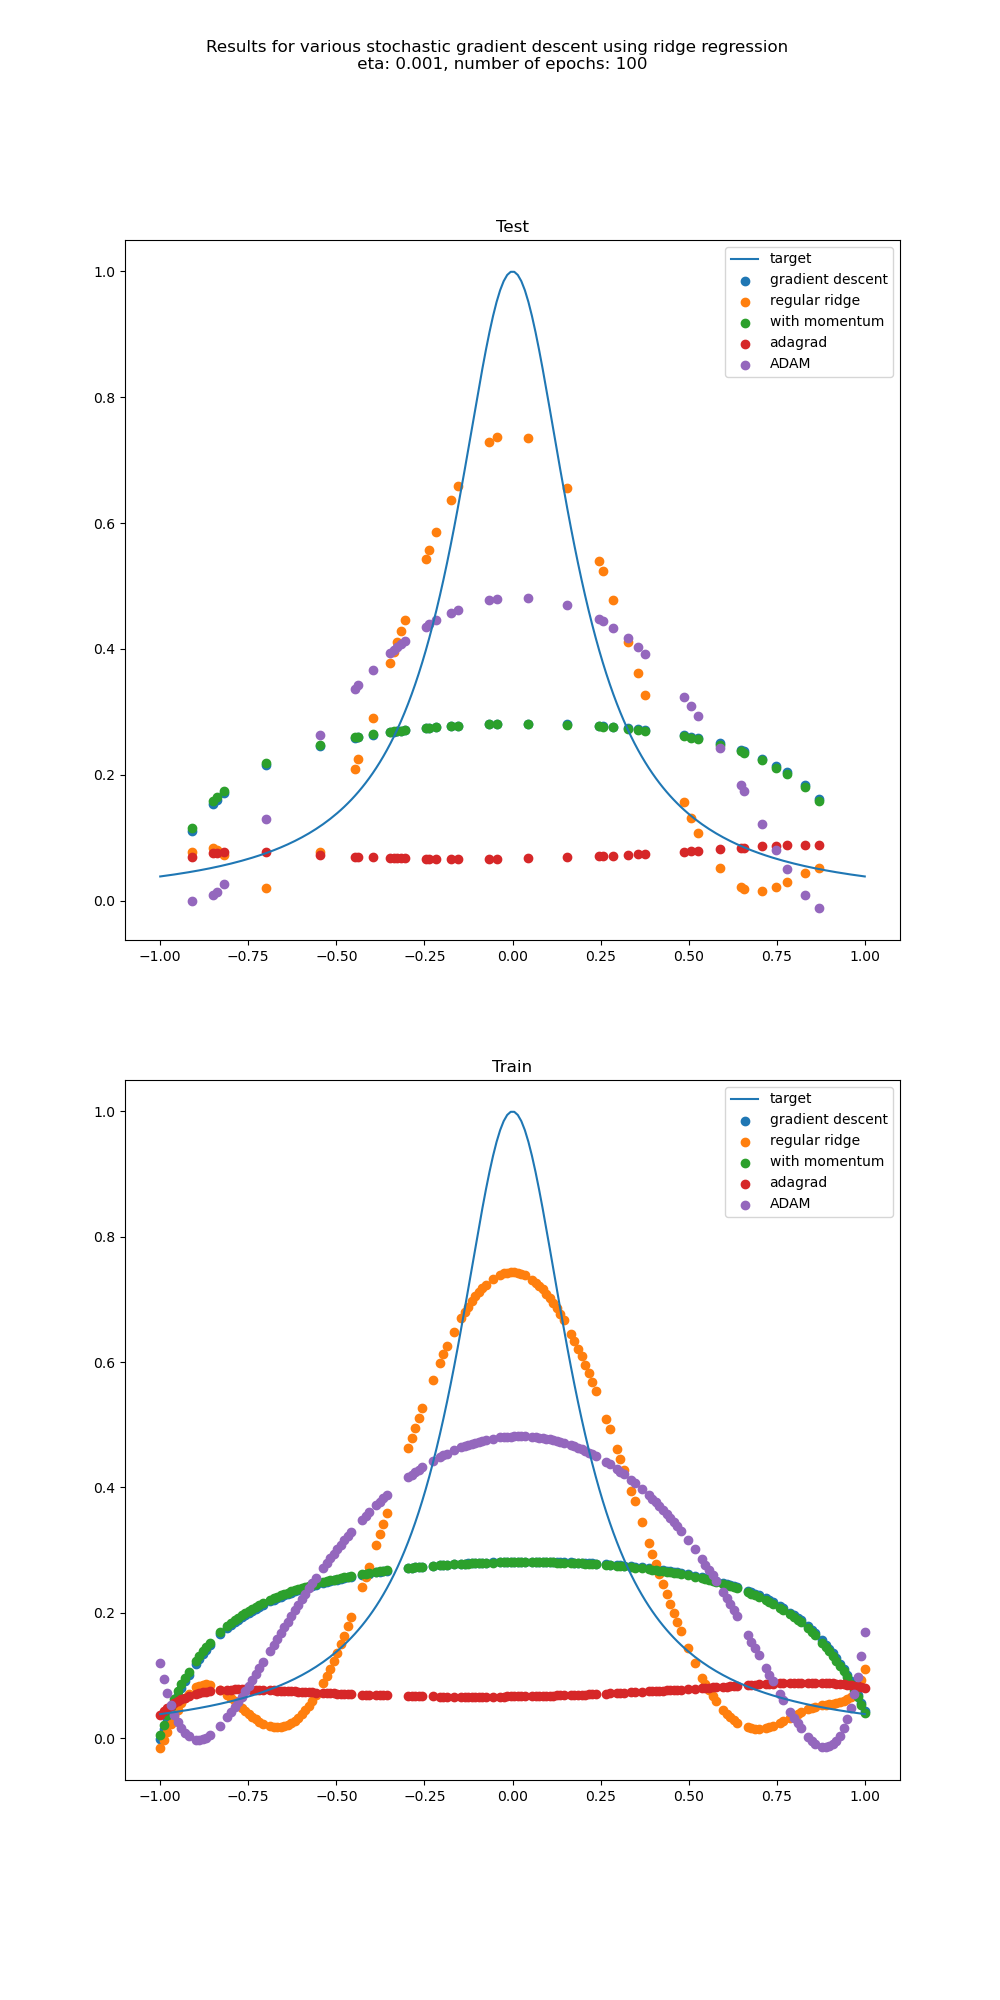 Results for various stochastic gradient descent using ridge regression
eta: 0.001, number of epochs: 100
Test
target
gradient descent
regular ridge
with momentum
adagrad
ADAM
1.0
0.8
0.6
0.4
0.2
0.0
−1.00 −0.75 −0.50 −0.25 0.00 0.25 0.50 0.75 1.00
Train
target
gradient descent
regular ridge
with momentum
adagrad
ADAM
1.0
0.8
0.6
0.4
0.2
0.0
−1.00 −0.75 −0.50 −0.25 0.00 0.25 0.50 0.75 1.00